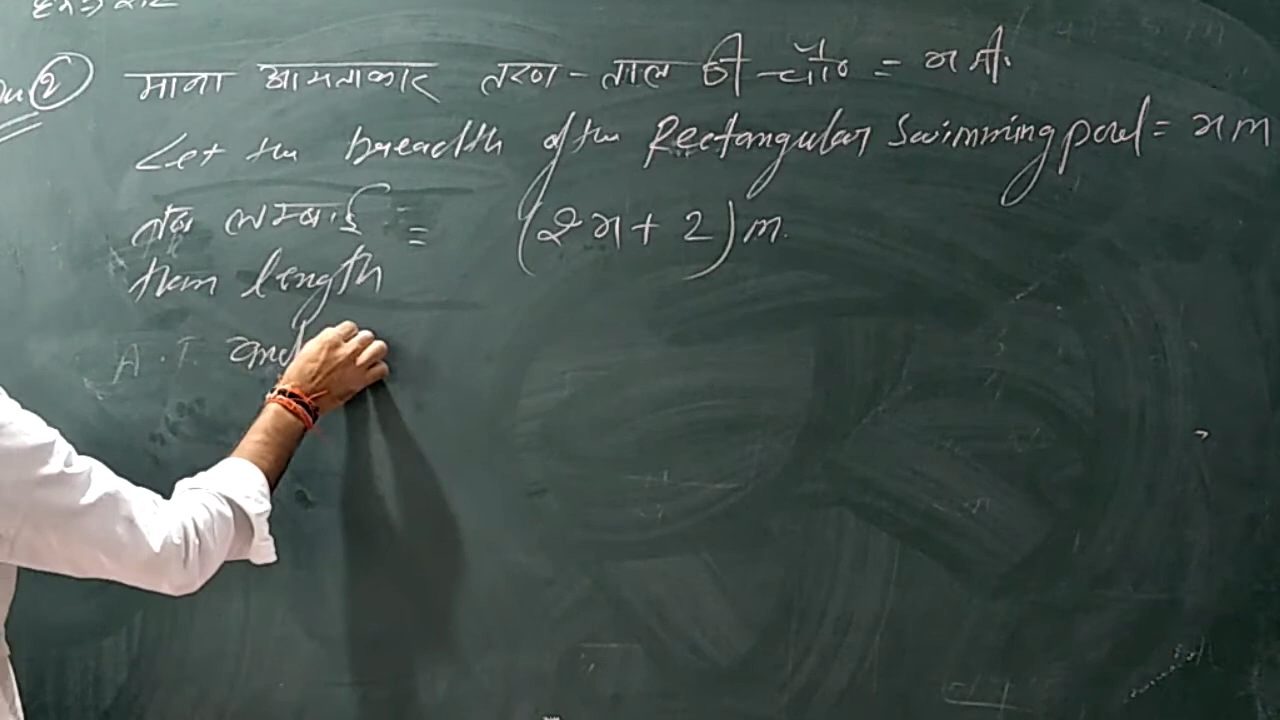 Qu ②
माना आयताकार तरण-ताल की चौ० = x मी.
Let the breadth of the Rectangular Swimming pool = x m
तब लम्बाई = (2x + 2) m.
then length
A.T. and